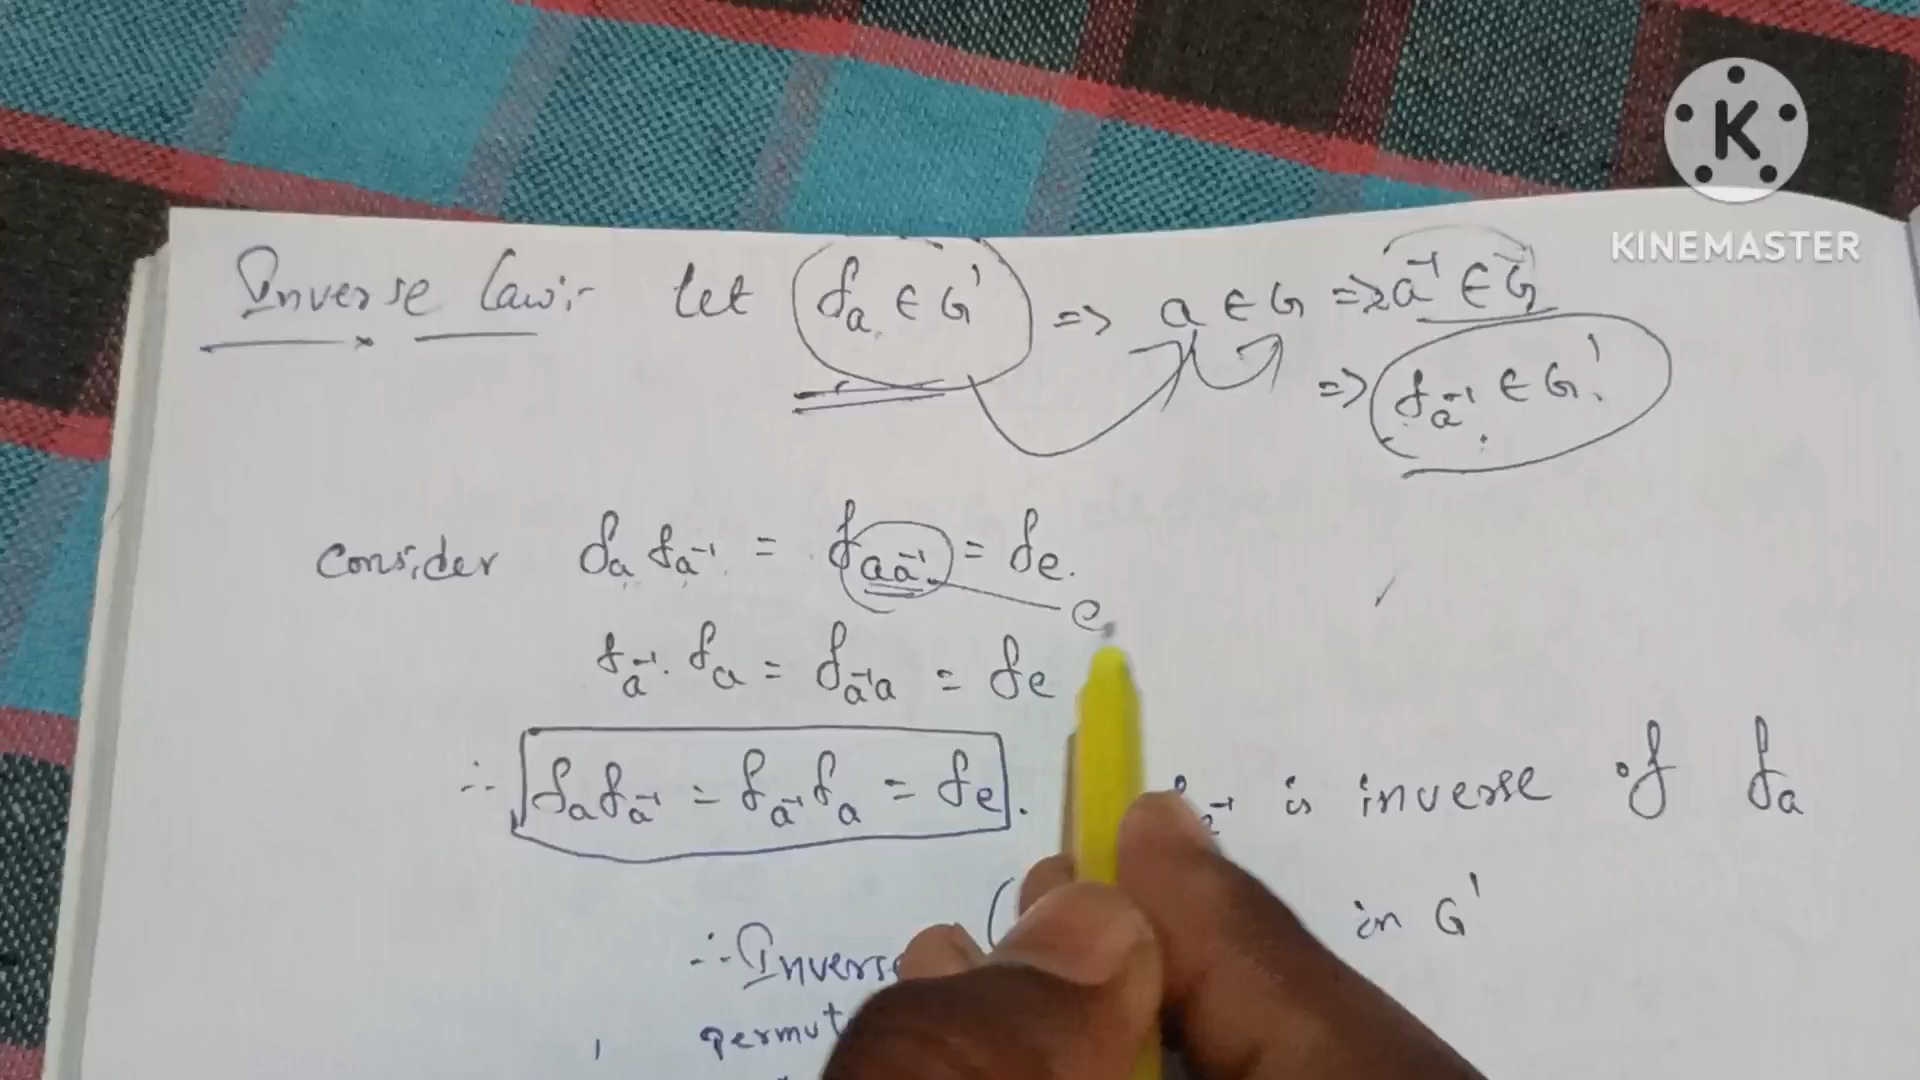 K
KINEMASTER
Inverse Law:- Let fa ∈ G' => a ∈ G => a⁻¹ ∈ G
=> fa⁻¹ ∈ G'.
consider fa fa⁻¹ = faa⁻¹ = fe.
e
fa⁻¹ . fa = fa⁻¹a = fe
∴ fa fa⁻¹ = fa⁻¹ fa = fe. is inverse of fa
∴ Inverse in G'